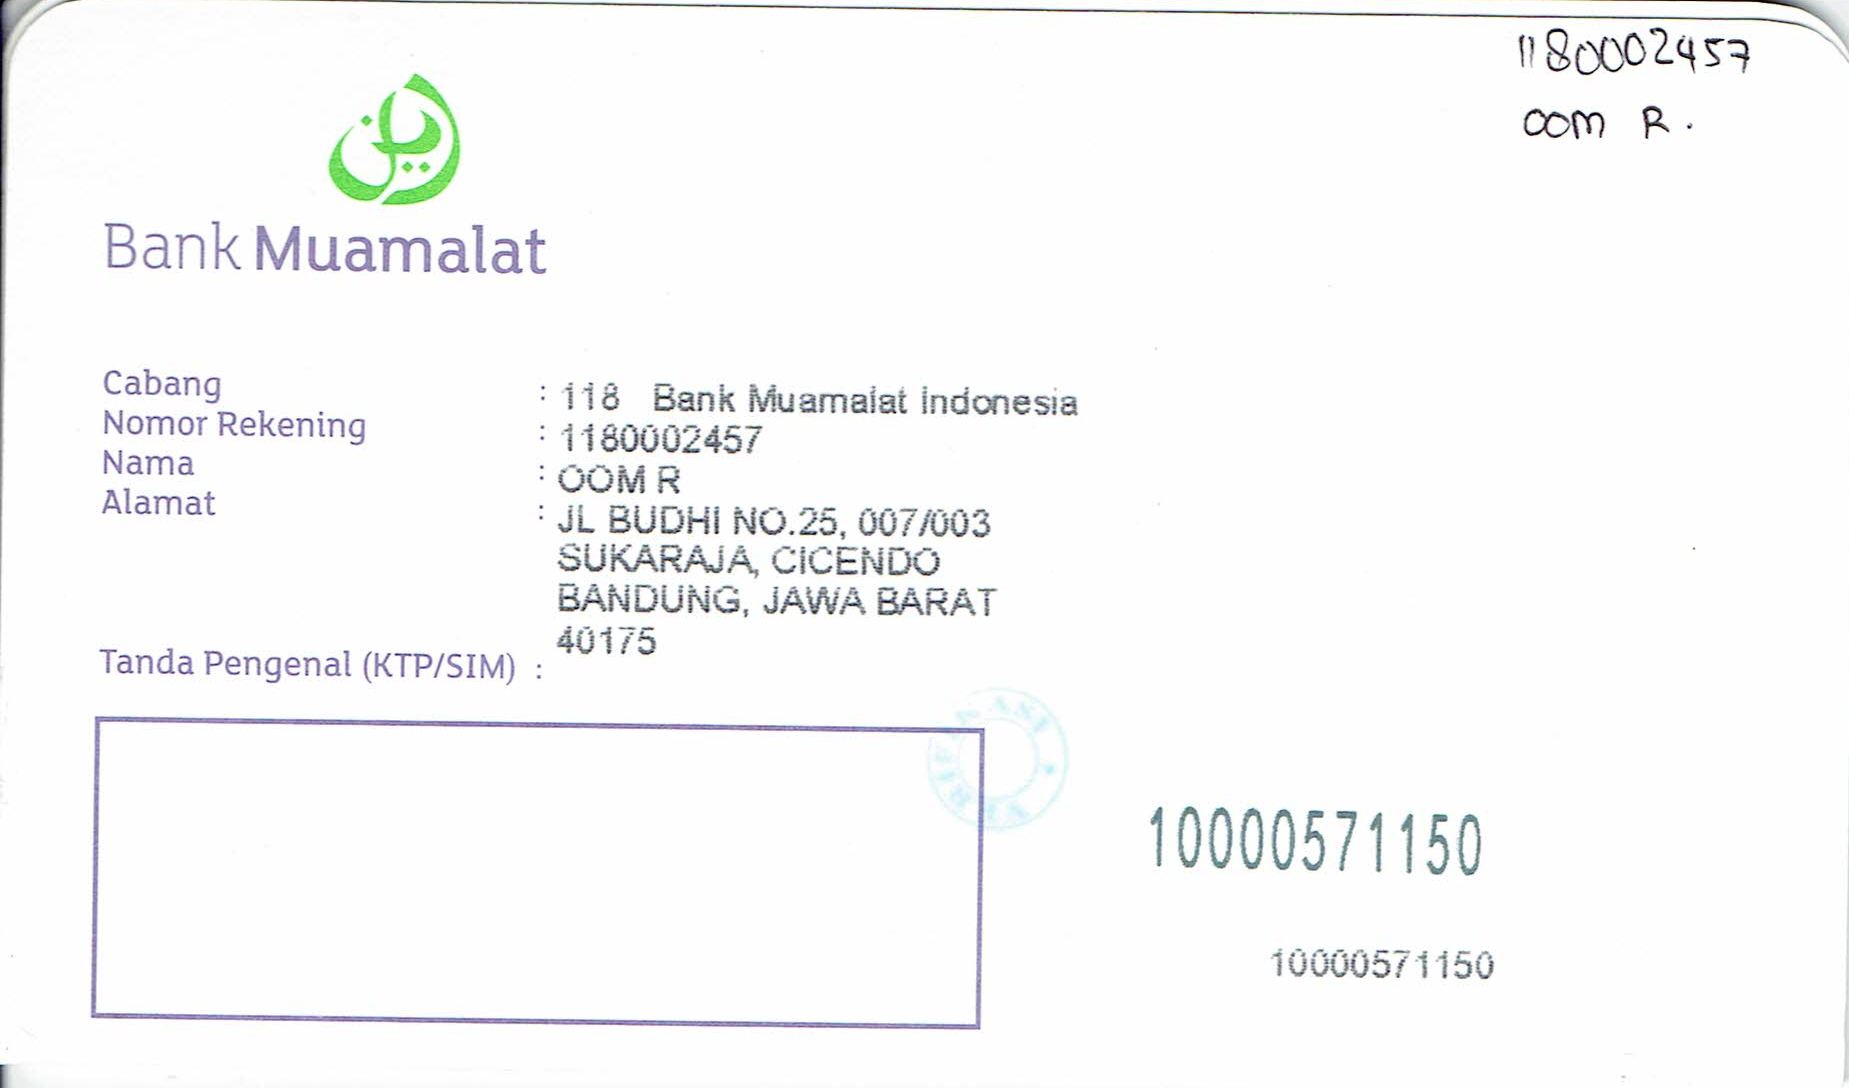 1180002457
OOM R.
Bank Muamalat
Cabang : 118 Bank Muamalat Indonesia
Nomor Rekening : 1180002457
Nama : OOM R
Alamat : JL BUDHI NO.25, 007/003
SUKARAJA, CICENDO
BANDUNG, JAWA BARAT
40175
Tanda Pengenal (KTP/SIM) :
10000571150
10000571150